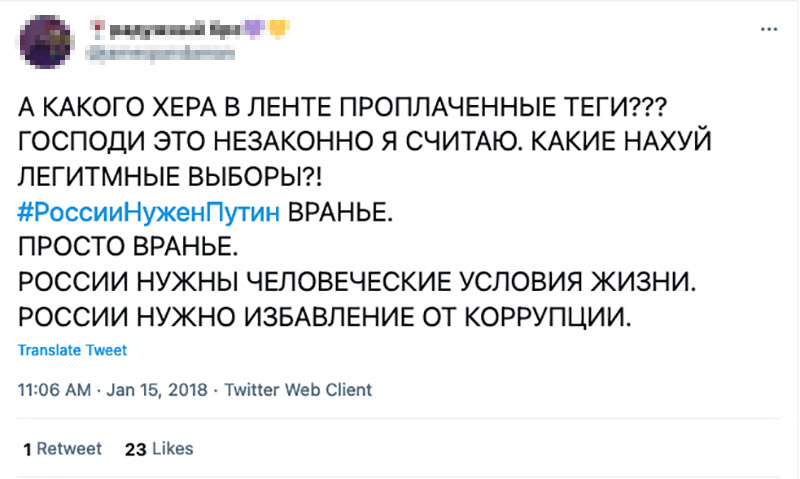 А КАКОГО ХЕРА В ЛЕНТЕ ПРОПЛАЧЕННЫЕ ТЕГИ???
ГОСПОДИ ЭТО НЕЗАКОННО Я СЧИТАЮ. КАКИЕ НАХУЙ
ЛЕГИТМНЫЕ ВЫБОРЫ?!
#РоссииНуженПутин ВРАНЬЕ.
ПРОСТО ВРАНЬЕ.
РОССИИ НУЖНЫ ЧЕЛОВЕЧЕСКИЕ УСЛОВИЯ ЖИЗНИ.
РОССИИ НУЖНО ИЗБАВЛЕНИЕ ОТ КОРРУПЦИИ.
Translate Tweet
11:06 AM · Jan 15, 2018 · Twitter Web Client
1 Retweet 23 Likes